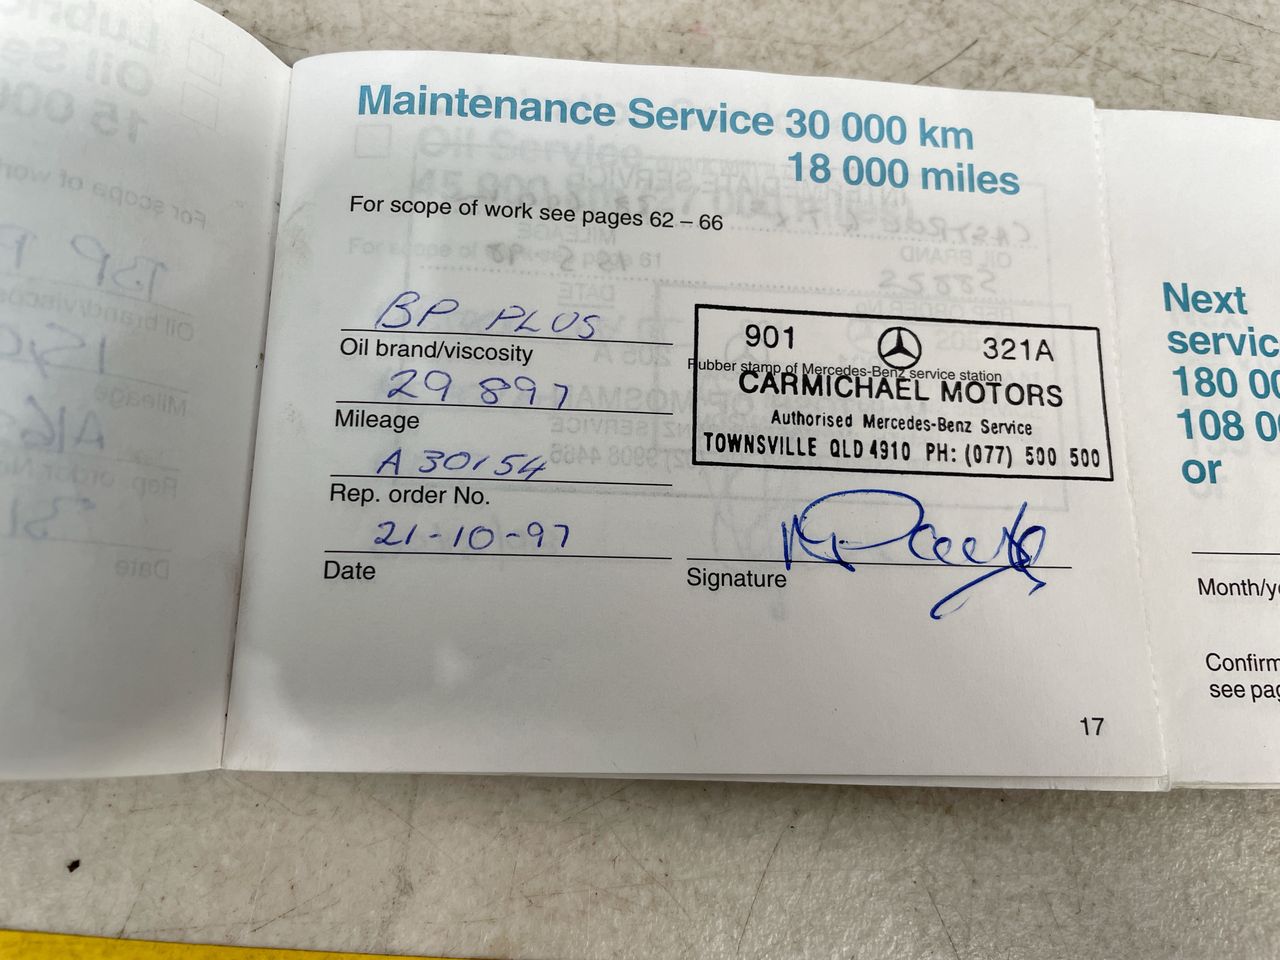 Maintenance Service 30 000 km
18 000 miles
For scope of work see pages 62 – 66
BP PLUS
Oil brand/viscosity
29 897
Mileage
A 30154
Rep. order No.
21-10-97
Date
901 321A
Rubber stamp of Mercedes-Benz service station
CARMICHAEL MOTORS
Authorised Mercedes-Benz Service
TOWNSVILLE QLD 4910 PH: (077) 500 500
Signature
17
Next
servic
180 00
108 0
or
Month/y
Confirm
see pag